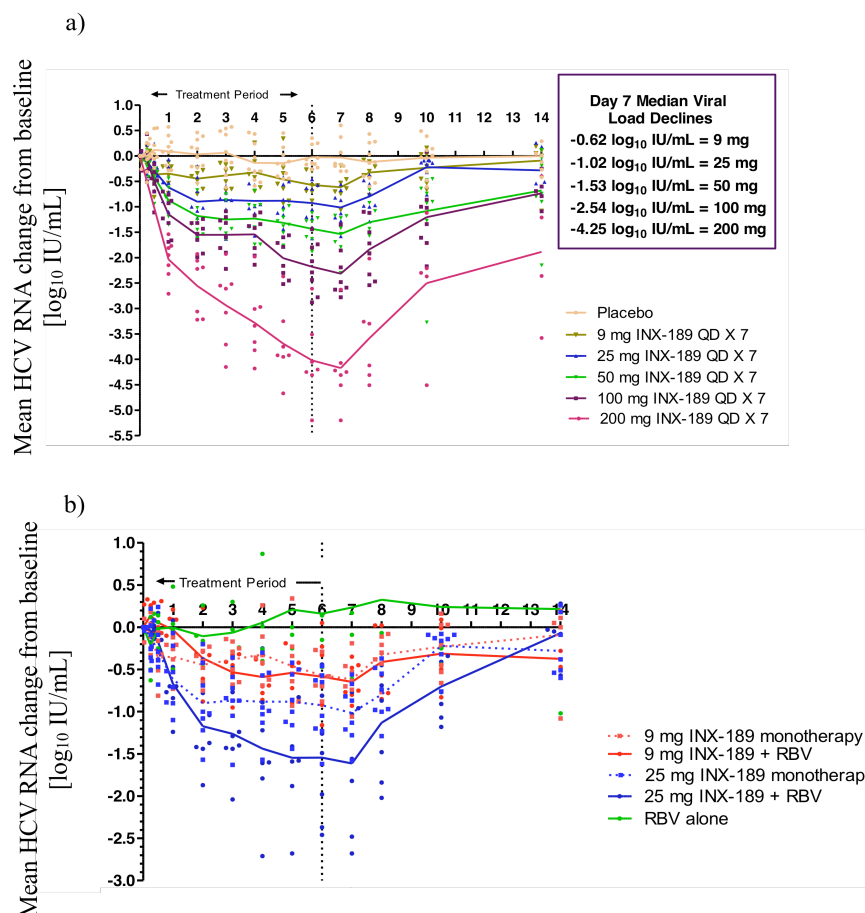 a)
Mean HCV RNA change from baseline
[log10 IU/mL]
Treatment Period
1 2 3 4 5 6 7 8 10 11 12 13 14
1.0
0.5
0.0
-0.5
-1.0
-1.5
-2.0
-2.5
-3.0
-3.5
-4.0
-4.5
-5.0
-5.5
Day 7 Median Viral
Load Declines
-0.62 log10 IU/mL = 9 mg
-1.02 log10 IU/mL = 25 mg
-1.53 log10 IU/mL = 50 mg
-2.54 log10 IU/mL = 100 mg
-4.25 log10 IU/mL = 200 mg
Placebo
9 mg INX-189 QD X 7
25 mg INX-189 QD X 7
50 mg INX-189 QD X 7
100 mg INX-189 QD X 7
200 mg INX-189 QD X 7
b)
Mean HCV RNA change from baseline
[log10 IU/mL]
Treatment Period
1 2 3 4 5 6 7 8 9 10 11 12 13 14
1.0
0.5
0.0
-0.5
-1.0
-1.5
-2.0
-2.5
-3.0
9 mg INX-189 monotherapy
9 mg INX-189 + RBV
25 mg INX-189 monotherap
25 mg INX-189 + RBV
RBV alone